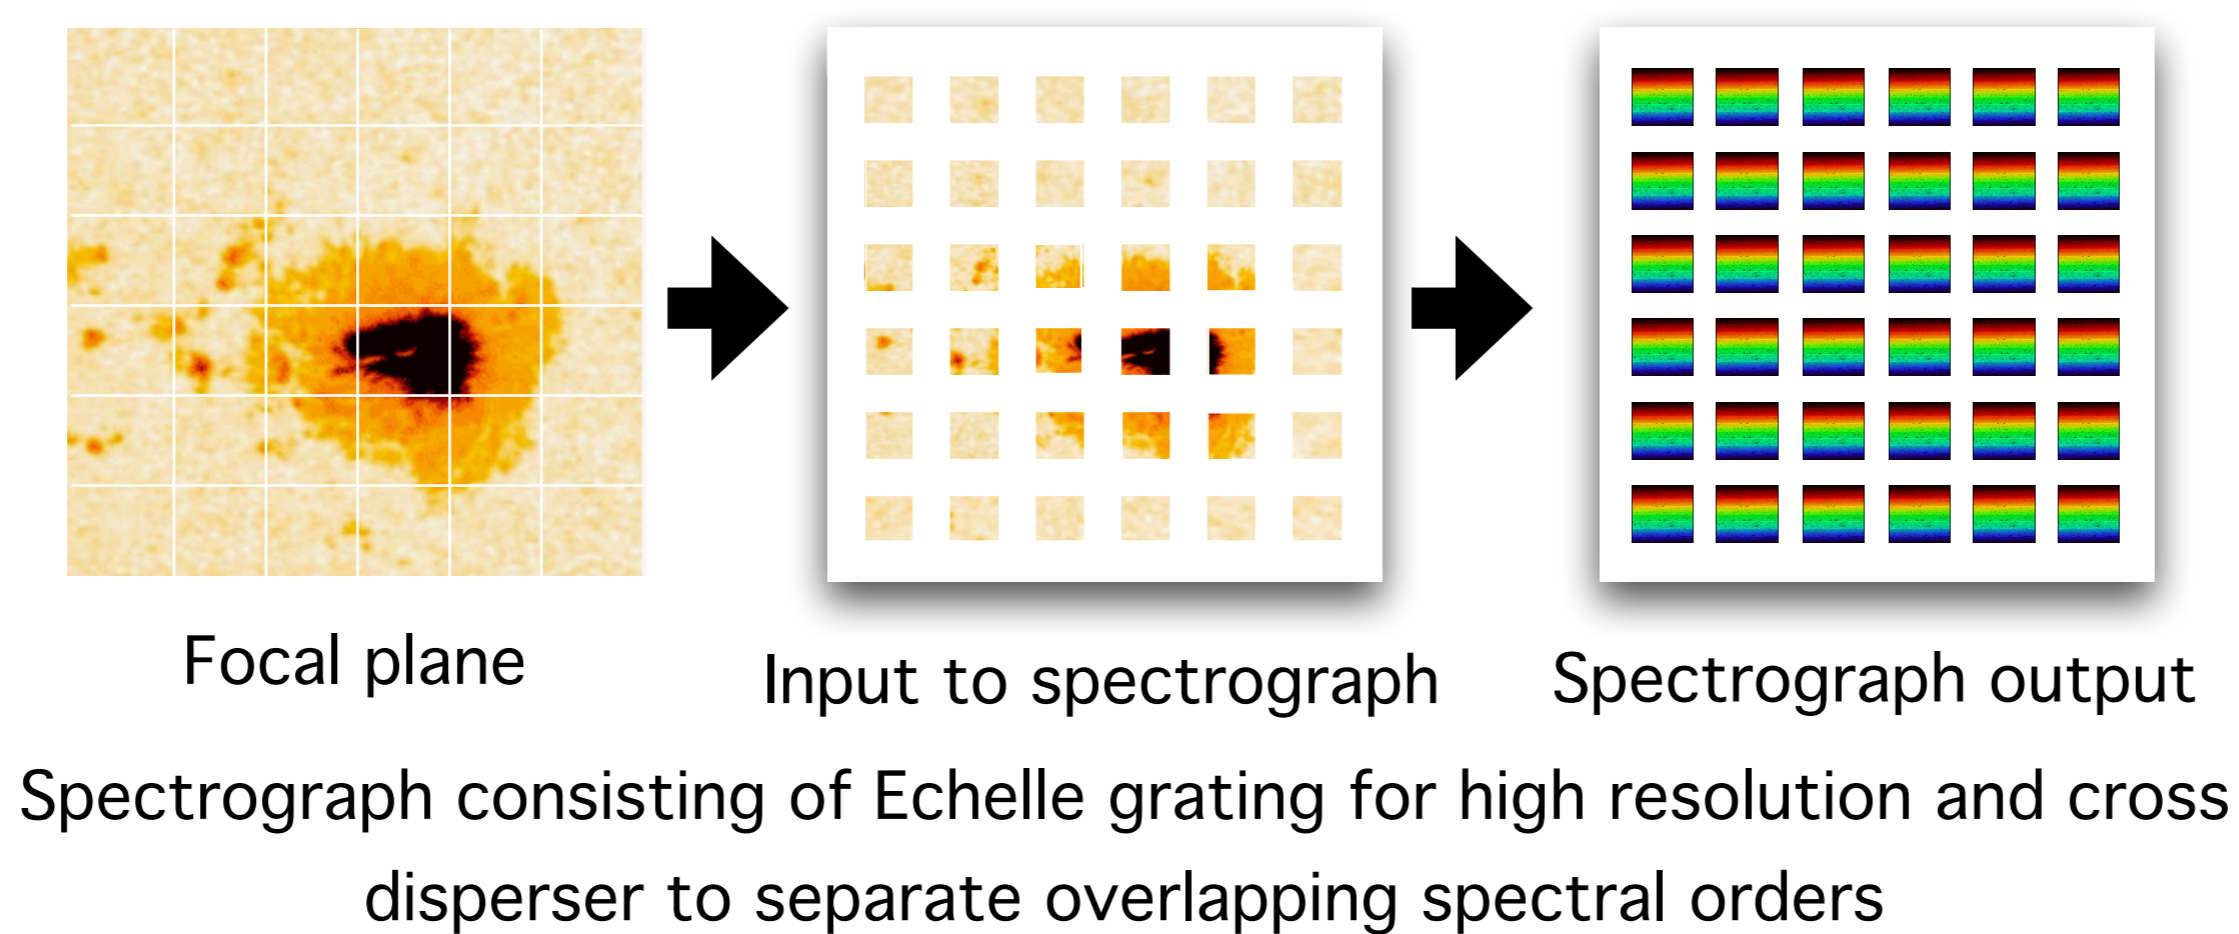 Focal plane
Input to spectrograph
Spectrograph output
Spectrograph consisting of Echelle grating for high resolution and cross
disperser to separate overlapping spectral orders